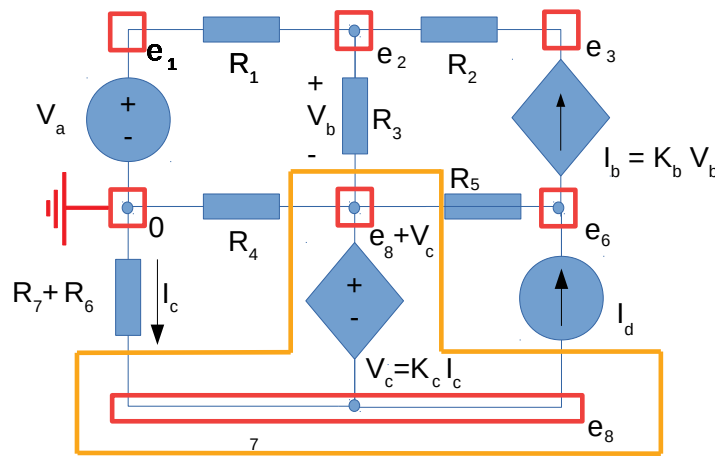 e1
R1
e2
R2
e3
Va
+
-
+
Vb
-
R3
Ib = Kb Vb
0
R4
R5
e8+Vc
e6
R7+ R6
Ic
+
-
Id
Vc=Kc Ic
e8
7